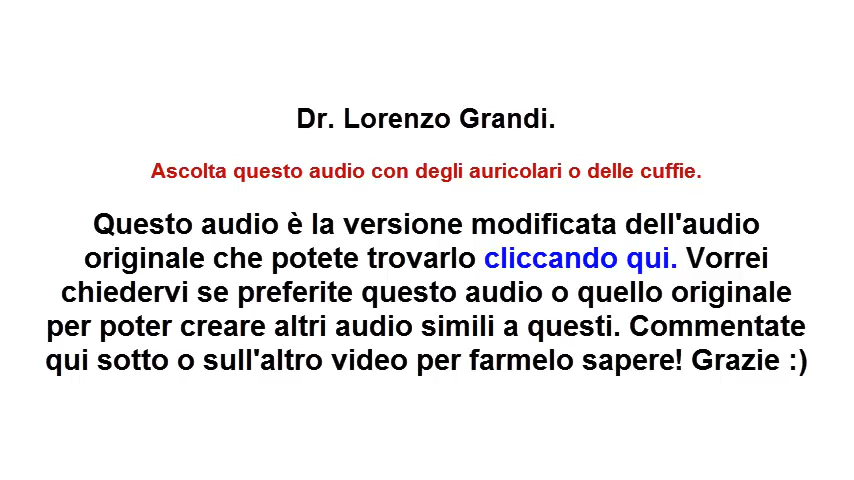 Dr. Lorenzo Grandi.
Ascolta questo audio con degli auricolari o delle cuffie.
Questo audio è la versione modificata dell'audio
originale che potete trovarlo cliccando qui. Vorrei
chiedervi se preferite questo audio o quello originale
per poter creare altri audio simili a questi. Commentate
qui sotto o sull'altro video per farmelo sapere! Grazie :)